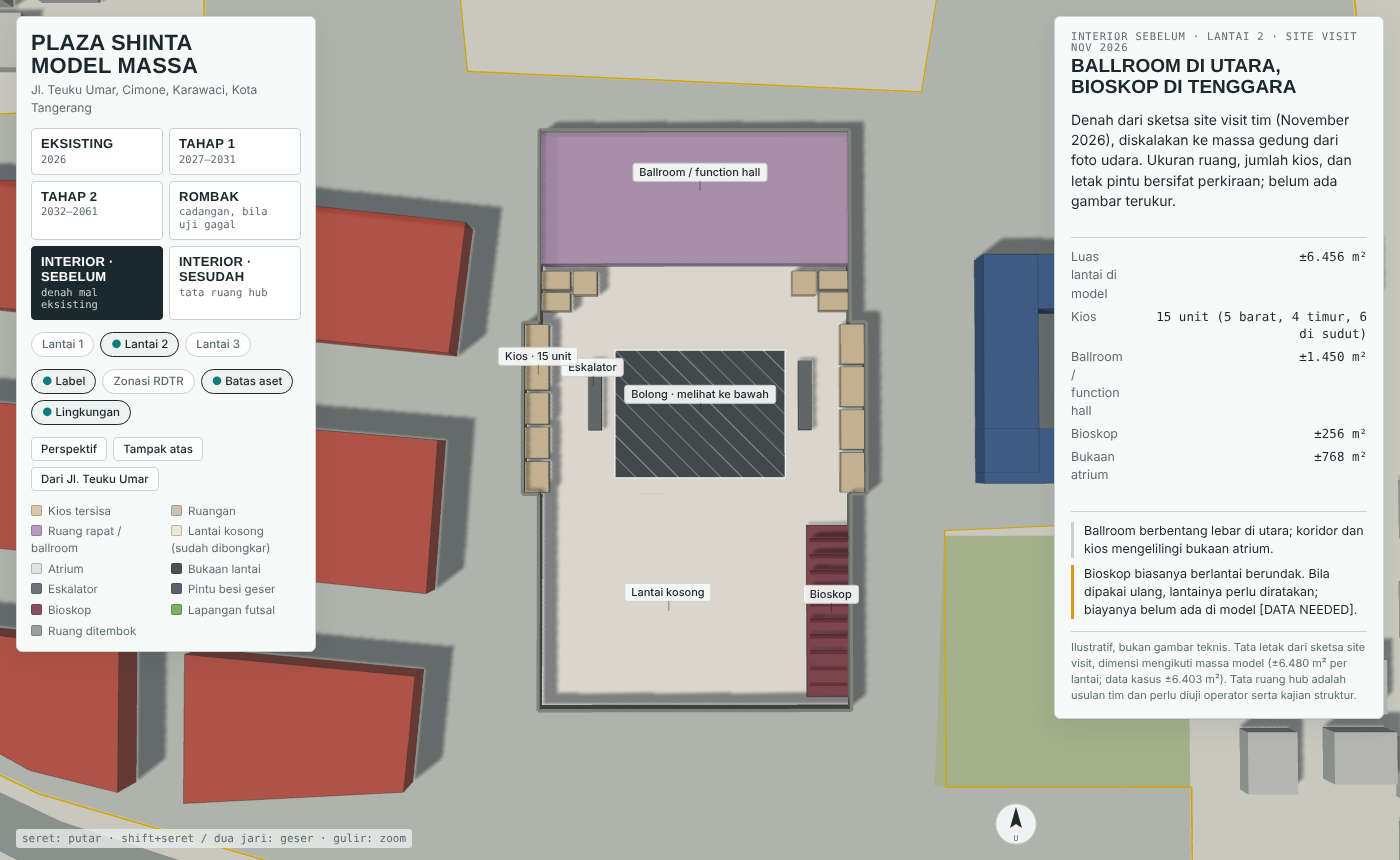 PLAZA SHINTA
MODEL MASSA
Jl. Teuku Umar, Cimone, Karawaci, Kota
Tangerang
EKSISTING
2026
TAHAP 1
2027–2031
TAHAP 2
2032–2061
ROMBAK
cadangan, bila
uji gagal
INTERIOR ·
SEBELUM
denah mal
eksisting
INTERIOR ·
SESUDAH
tata ruang hub
Lantai 1
Lantai 2
Lantai 3
Label
Zonasi RDTR
Batas aset
Lingkungan
Perspektif
Tampak atas
Dari Jl. Teuku Umar
Kios tersisa
Ruangan
Ruang rapat /
ballroom
Lantai kosong
(sudah dibongkar)
Atrium
Bukaan lantai
Eskalator
Pintu besi geser
Bioskop
Lapangan futsal
Ruang ditembok
seret: putar · shift+seret / dua jari: geser · gulir: zoom
Ballroom / function hall
Kios · 15 unit
Eskalator
Bolong · melihat ke bawah
Lantai kosong
Bioskop
U
INTERIOR SEBELUM · LANTAI 2 · SITE VISIT
NOV 2026
BALLROOM DI UTARA,
BIOSKOP DI TENGGARA
Denah dari sketsa site visit tim (November
2026), diskalakan ke massa gedung dari
foto udara. Ukuran ruang, jumlah kios, dan
letak pintu bersifat perkiraan; belum ada
gambar terukur.
Luas
lantai di
model
±6.456 m²
Kios
15 unit (5 barat, 4 timur, 6
di sudut)
Ballroom
/
function
hall
±1.450 m²
Bioskop
±256 m²
Bukaan
atrium
±768 m²
Ballroom berbentang lebar di utara; koridor dan
kios mengelilingi bukaan atrium.
Bioskop biasanya berlantai berundak. Bila
dipakai ulang, lantainya perlu diratakan;
biayanya belum ada di model [DATA NEEDED].
Ilustratif, bukan gambar teknis. Tata letak dari sketsa site
visit, dimensi mengikuti massa model (±6.480 m² per
lantai; data kasus ±6.403 m²). Tata ruang hub adalah
usulan tim dan perlu diuji operator serta kajian struktur.